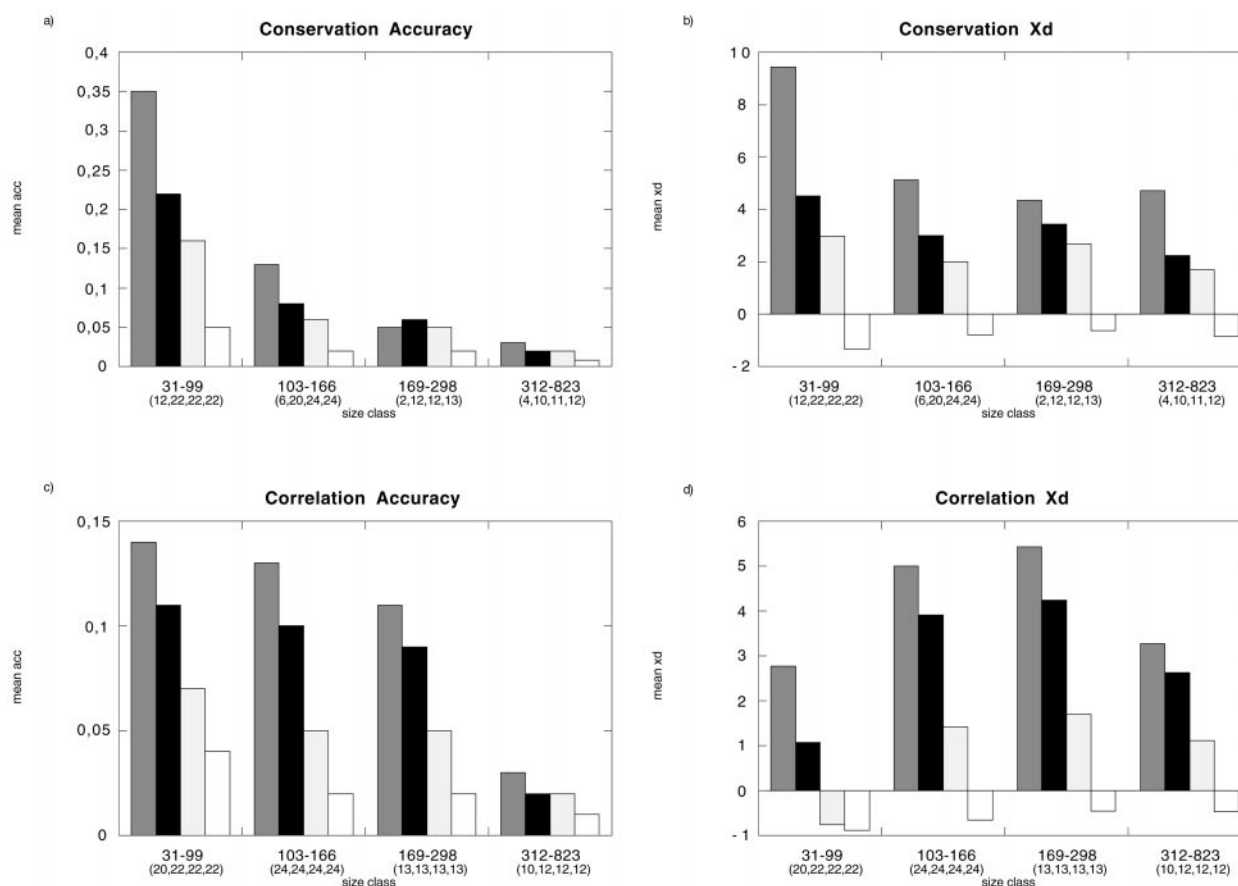 a)
Conservation Accuracy
0,4
0,35
0,3
0,25
0,2
0,15
0,1
0,05
0
mean acc
31-99 103-166 169-298 312-823
(12,22,22,22) (6,20,24,24) (2,12,12,13) (4,10,11,12)
size class
b)
Conservation Xd
10
8
6
4
2
0
-2
mean xd
31-99 103-166 169-298 312-823
(12,22,22,22) (6,20,24,24) (2,12,12,13) (4,10,11,12)
size class
c)
Correlation Accuracy
0,15
0,1
0,05
0
mean acc
31-99 103-166 169-298 312-823
(20,22,22,22) (24,24,24,24) (13,13,13,13) (10,12,12,12)
size class
d)
Correlation Xd
6
5
4
3
2
1
0
-1
mean xd
31-99 103-166 169-298 312-823
(20,22,22,22) (24,24,24,24) (13,13,13,13) (10,12,12,12)
size class